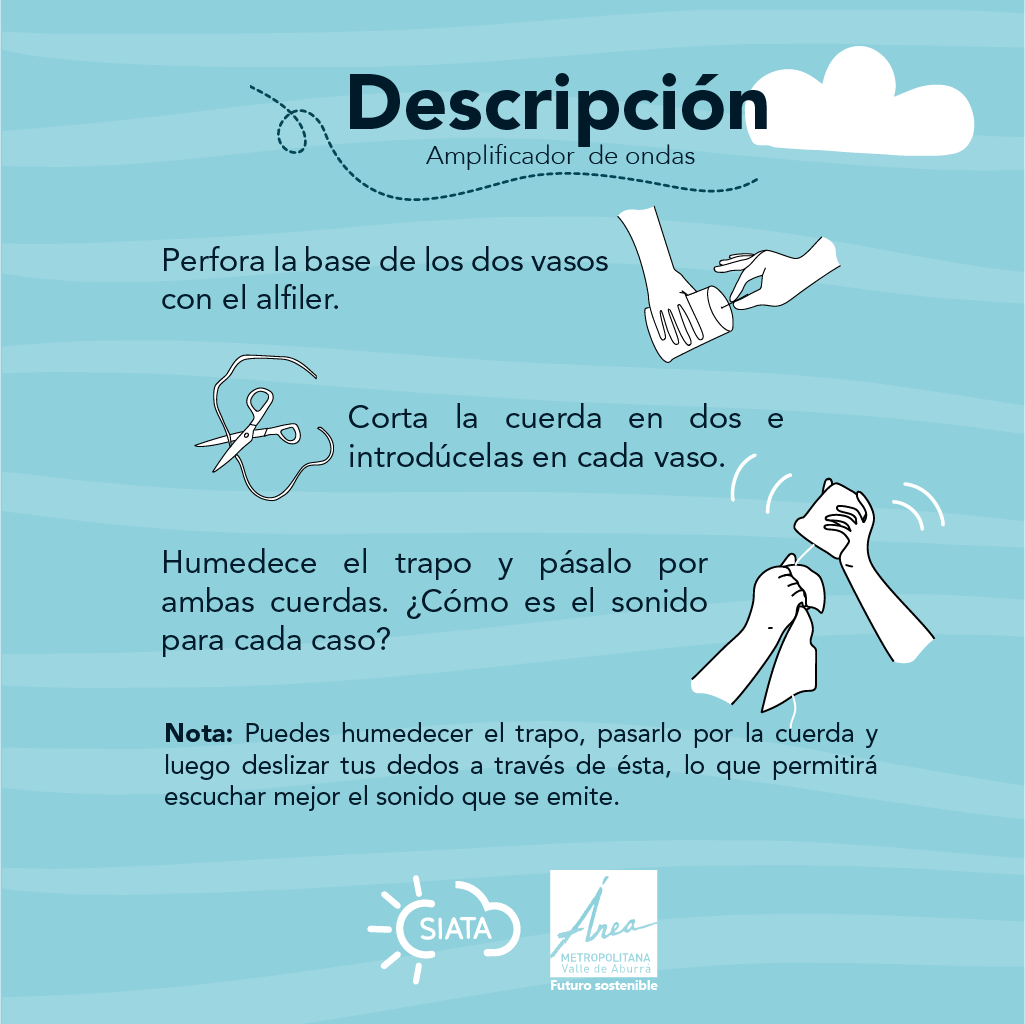 Descripción
Amplificador de ondas
Perfora la base de los dos vasos
con el alfiler.
Corta la cuerda en dos e
introdúcelas en cada vaso.
Humedece el trapo y pásalo por
ambas cuerdas. ¿Cómo es el sonido
para cada caso?
Nota: Puedes humedecer el trapo, pasarlo por la cuerda y
luego deslizar tus dedos a través de ésta, lo que permitirá
escuchar mejor el sonido que se emite.
SIATA
Área
METROPOLITANA
Valle de Aburrá
Futuro sostenible